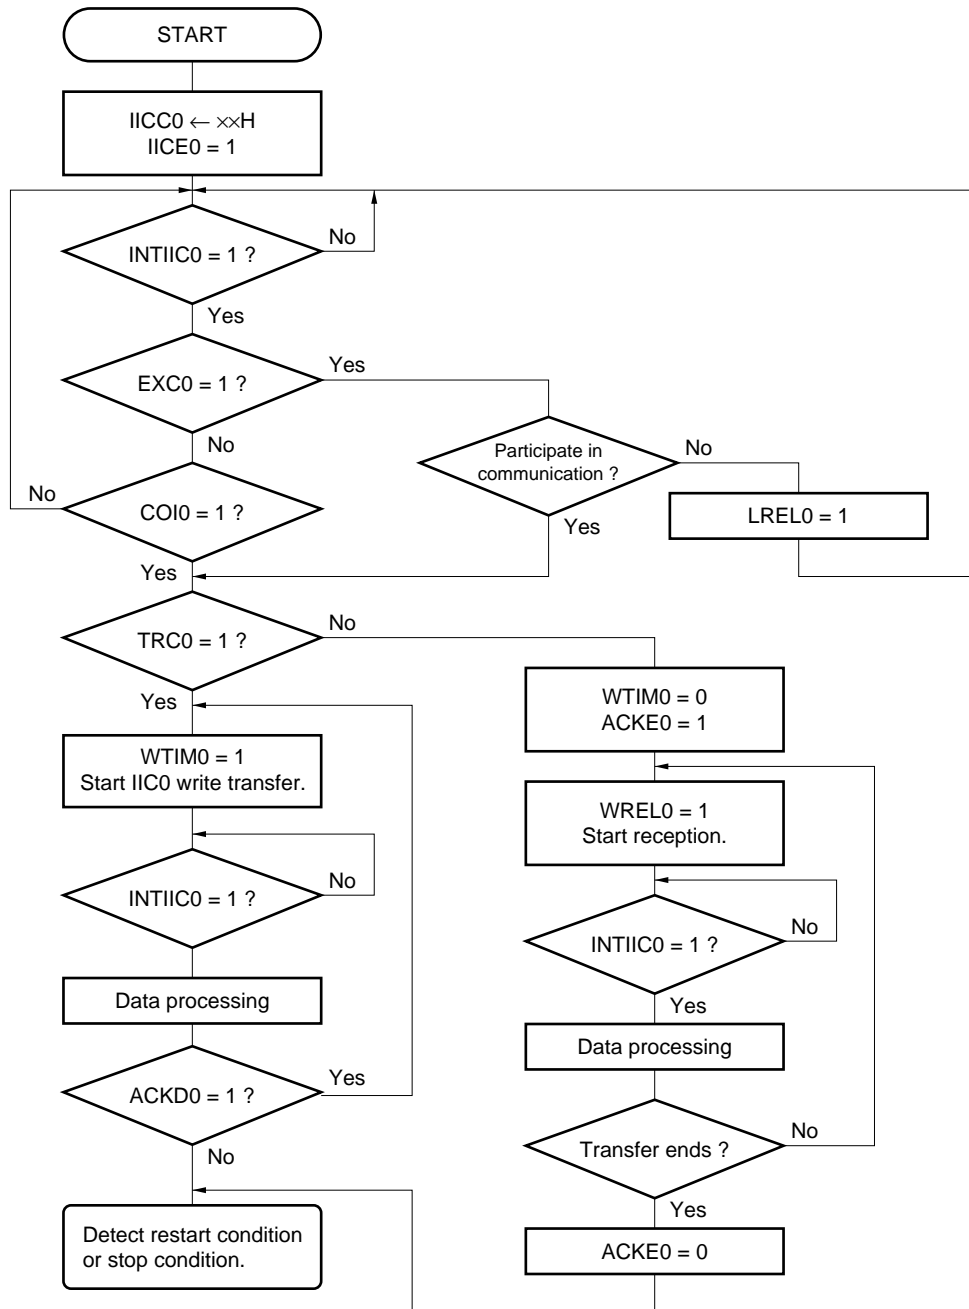 START
IICC0 ← ××H
IICE0 = 1
INTIIC0 = 1 ?
No
Yes
EXC0 = 1 ?
Yes
No
Participate in
communication ?
No
Yes
LREL0 = 1
No
COI0 = 1 ?
Yes
TRC0 = 1 ?
No
Yes
WTIM0 = 1
Start IIC0 write transfer.
INTIIC0 = 1 ?
No
Data processing
ACKD0 = 1 ?
Yes
No
Detect restart condition
or stop condition.
WTIM0 = 0
ACKE0 = 1
WREL0 = 1
Start reception.
INTIIC0 = 1 ?
No
Yes
Data processing
Transfer ends ?
No
Yes
ACKE0 = 0